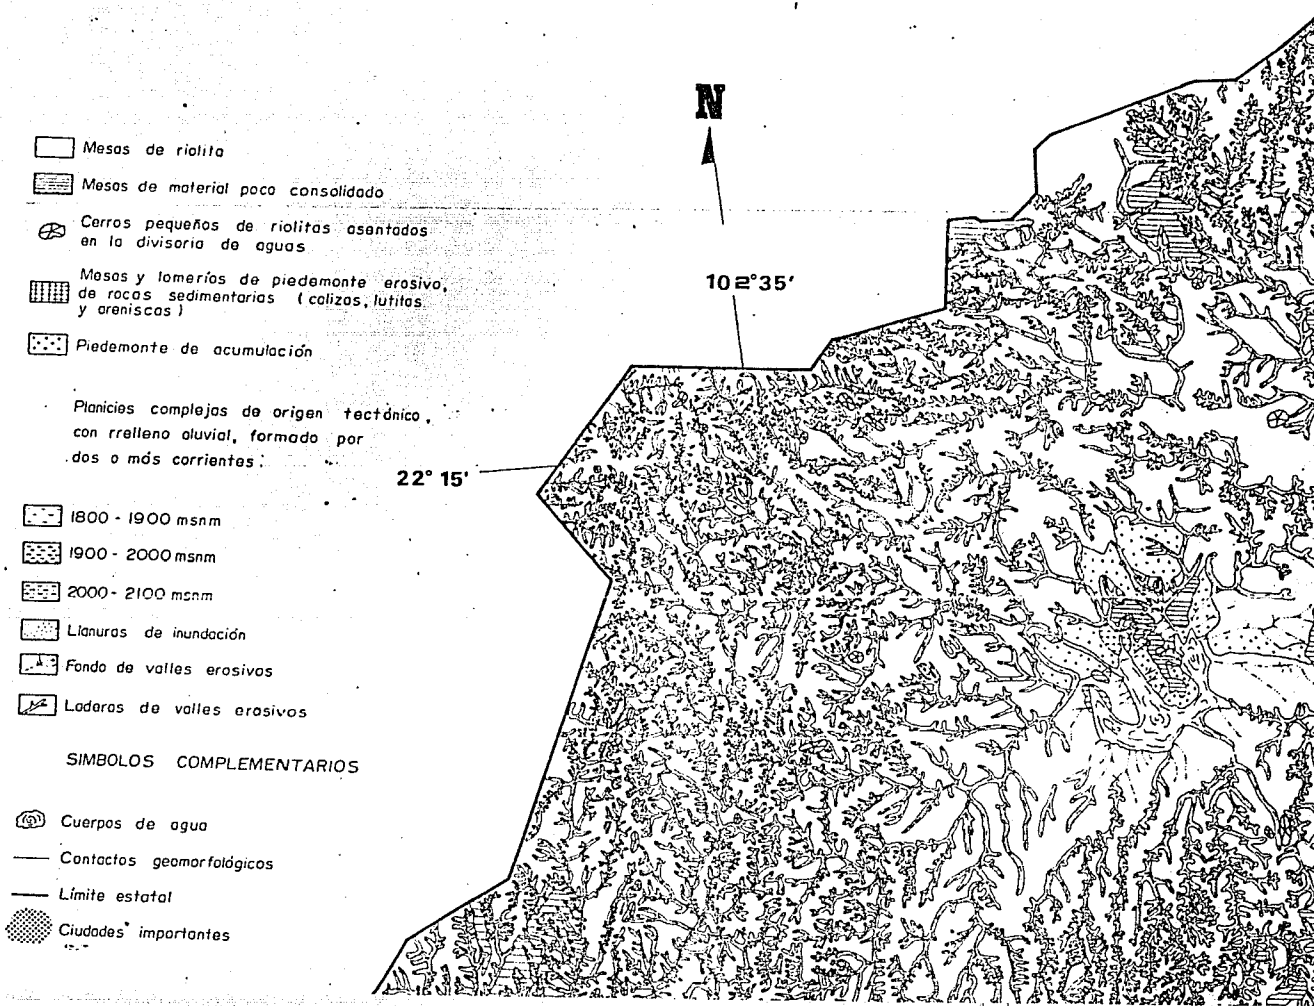 N
Mesas de riolita
Mesas de material poco consolidado
Cerros pequeños de riolitas asentados
en la divisoria de aguas
Mesas y lomeríos de piedemonte erosivo,
de rocas sedimentarias (calizas, lutitas
y areniscas)
Piedemonte de acumulación
Planicies complejas de origen tectónico,
con rrelleno aluvial, formado por
dos o más corrientes:
1800 - 1900 msnm
1900 - 2000 msnm
2000 - 2100 msnm
Llanuras de inundación
Fondo de valles erosivos
Laderas de valles erosivos
SIMBOLOS COMPLEMENTARIOS
Cuerpos de agua
Contactos geomorfológicos
Límite estatal
Ciudades importantes
102°35'
22° 15'